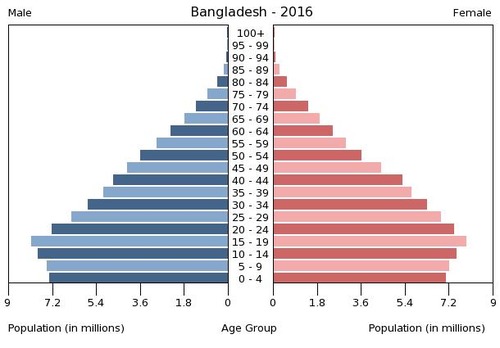 Male Bangladesh - 2016 Female
100+
95 - 99
90 - 94
85 - 89
80 - 84
75 - 79
70 - 74
65 - 69
60 - 64
55 - 59
50 - 54
45 - 49
40 - 44
35 - 39
30 - 34
25 - 29
20 - 24
15 - 19
10 - 14
5 - 9
0 - 4
9 7.2 5.4 3.6 1.8 0 0 1.8 3.6 5.4 7.2 9
Population (in millions) Age Group Population (in millions)